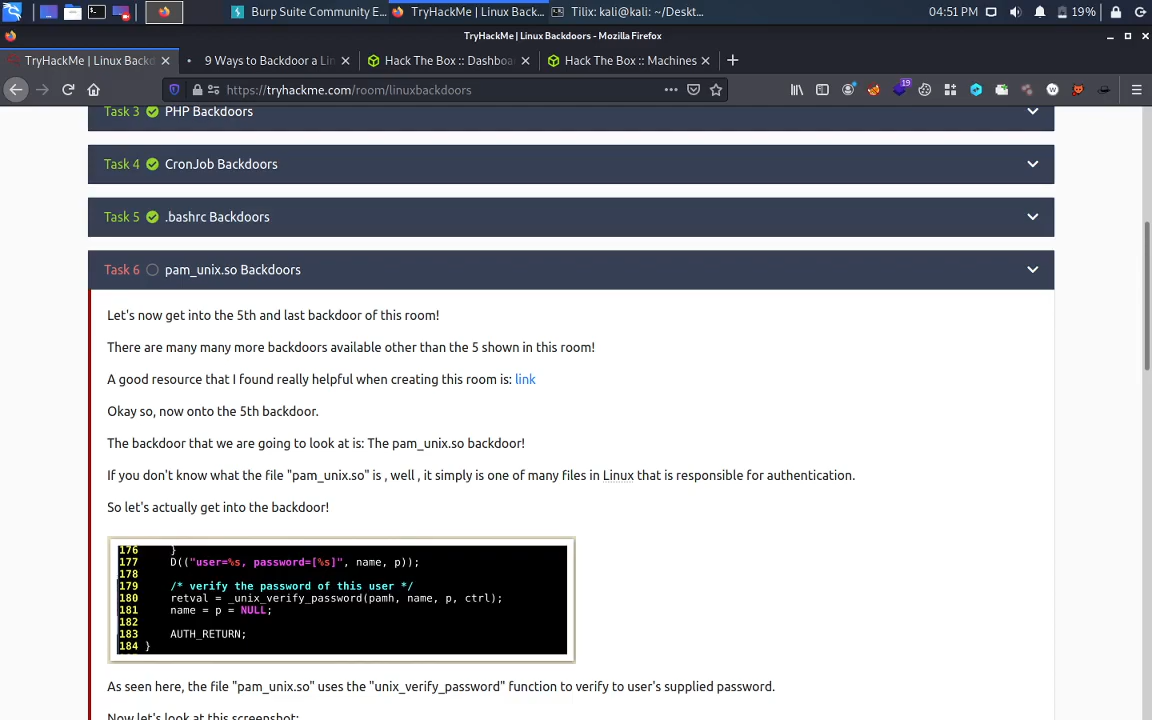 Burp Suite Community E...
TryHackMe | Linux Back...
Tilix: kali@kali: ~/Deskt...
04:51 PM
19%
TryHackMe | Linux Backdoors - Mozilla Firefox
TryHackMe | Linux Backd
9 Ways to Backdoor a Lin
Hack The Box :: Dashboa
Hack The Box :: Machines
https://tryhackme.com/room/linuxbackdoors
19
Task 3 PHP Backdoors
Task 4 CronJob Backdoors
Task 5 .bashrc Backdoors
Task 6 pam_unix.so Backdoors
Let's now get into the 5th and last backdoor of this room!
There are many many more backdoors available other than the 5 shown in this room!
A good resource that I found really helpful when creating this room is: link
Okay so, now onto the 5th backdoor.
The backdoor that we are going to look at is: The pam_unix.so backdoor!
If you don't know what the file "pam_unix.so" is , well , it simply is one of many files in Linux that is responsible for authentication.
So let's actually get into the backdoor!
176 }
177 D(("user=%s, password=[%s]", name, p));
178
179 /* verify the password of this user */
180 retval = _unix_verify_password(pamh, name, p, ctrl);
181 name = p = NULL;
182
183 AUTH_RETURN;
184 }
As seen here, the file "pam_unix.so" uses the "unix_verify_password" function to verify to user's supplied password.
Now let's look at this screenshot: